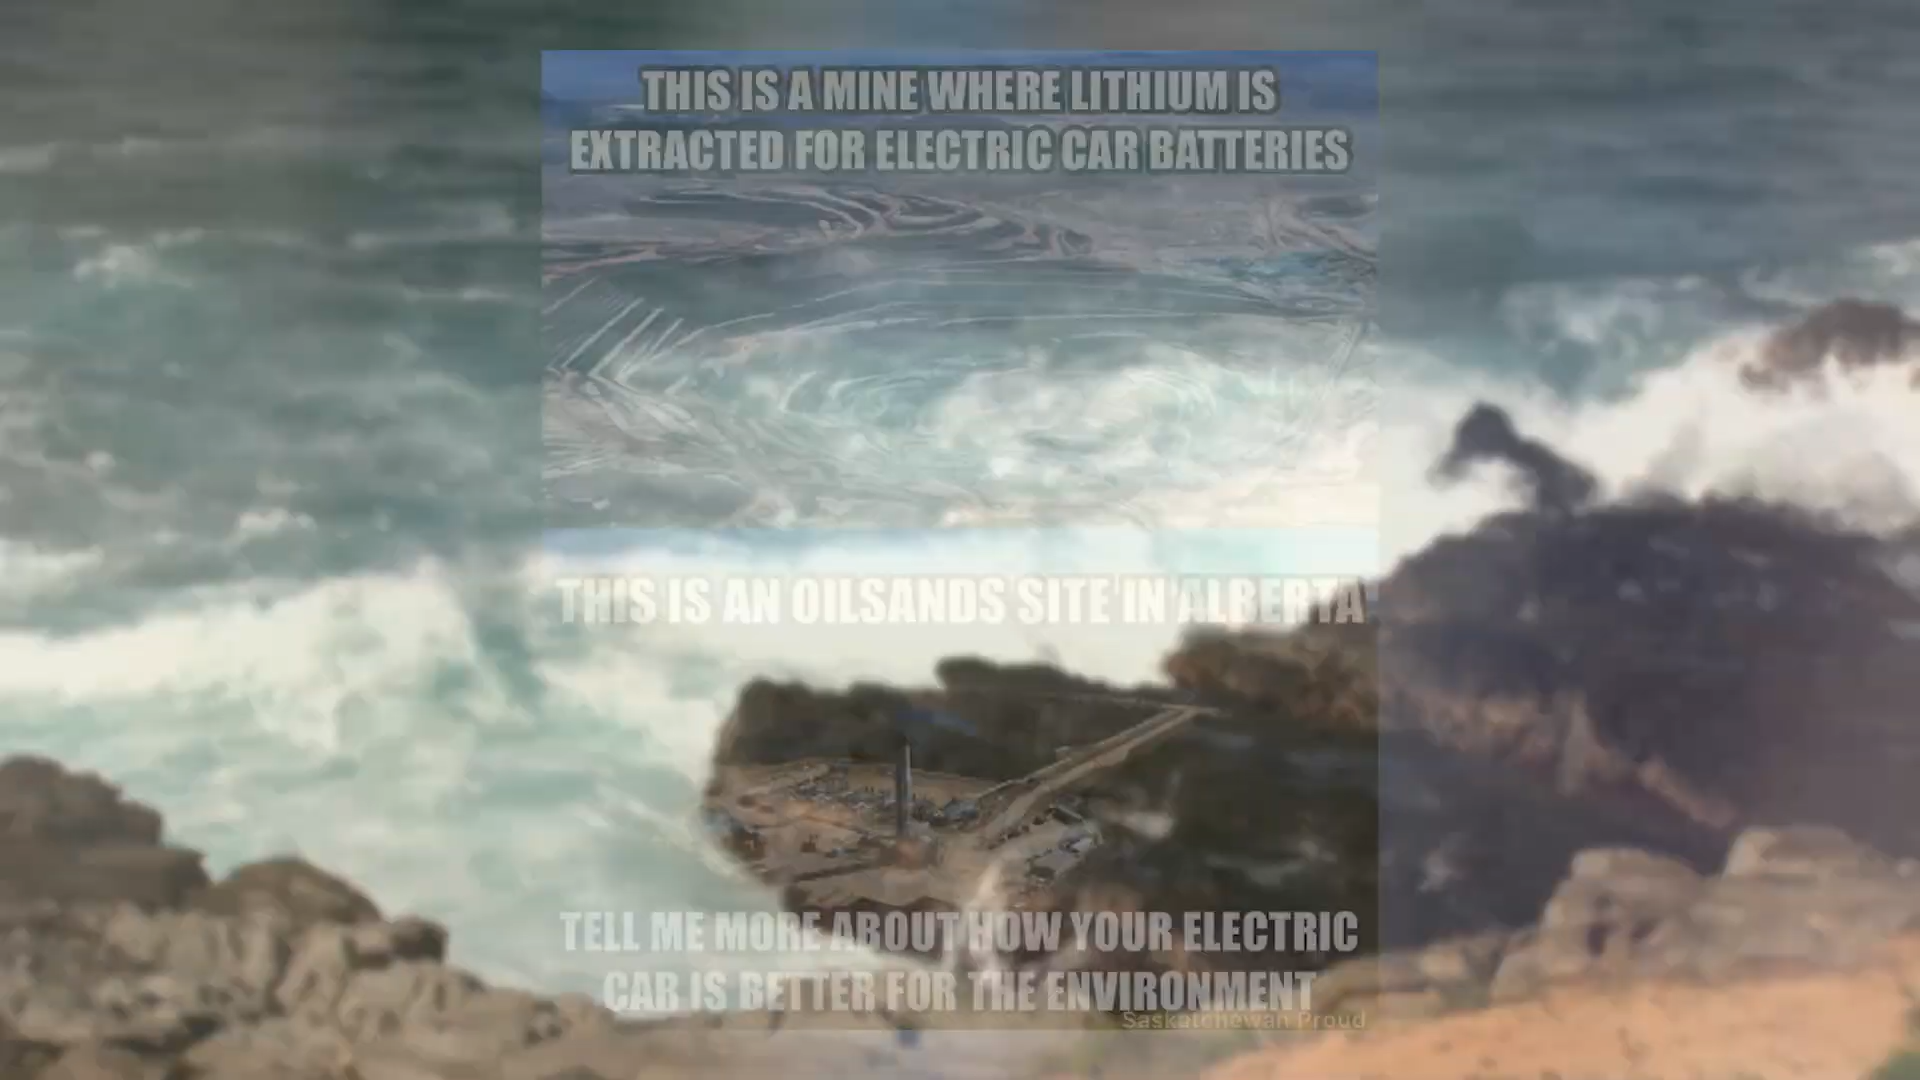 THIS IS A MINE WHERE LITHIUM IS
EXTRACTED FOR ELECTRIC CAR BATTERIES
THIS IS AN OILSANDS SITE IN ALBERTA
TELL ME MORE ABOUT HOW YOUR ELECTRIC
CAR IS BETTER FOR THE ENVIRONMENT
Saskatchewan Proud